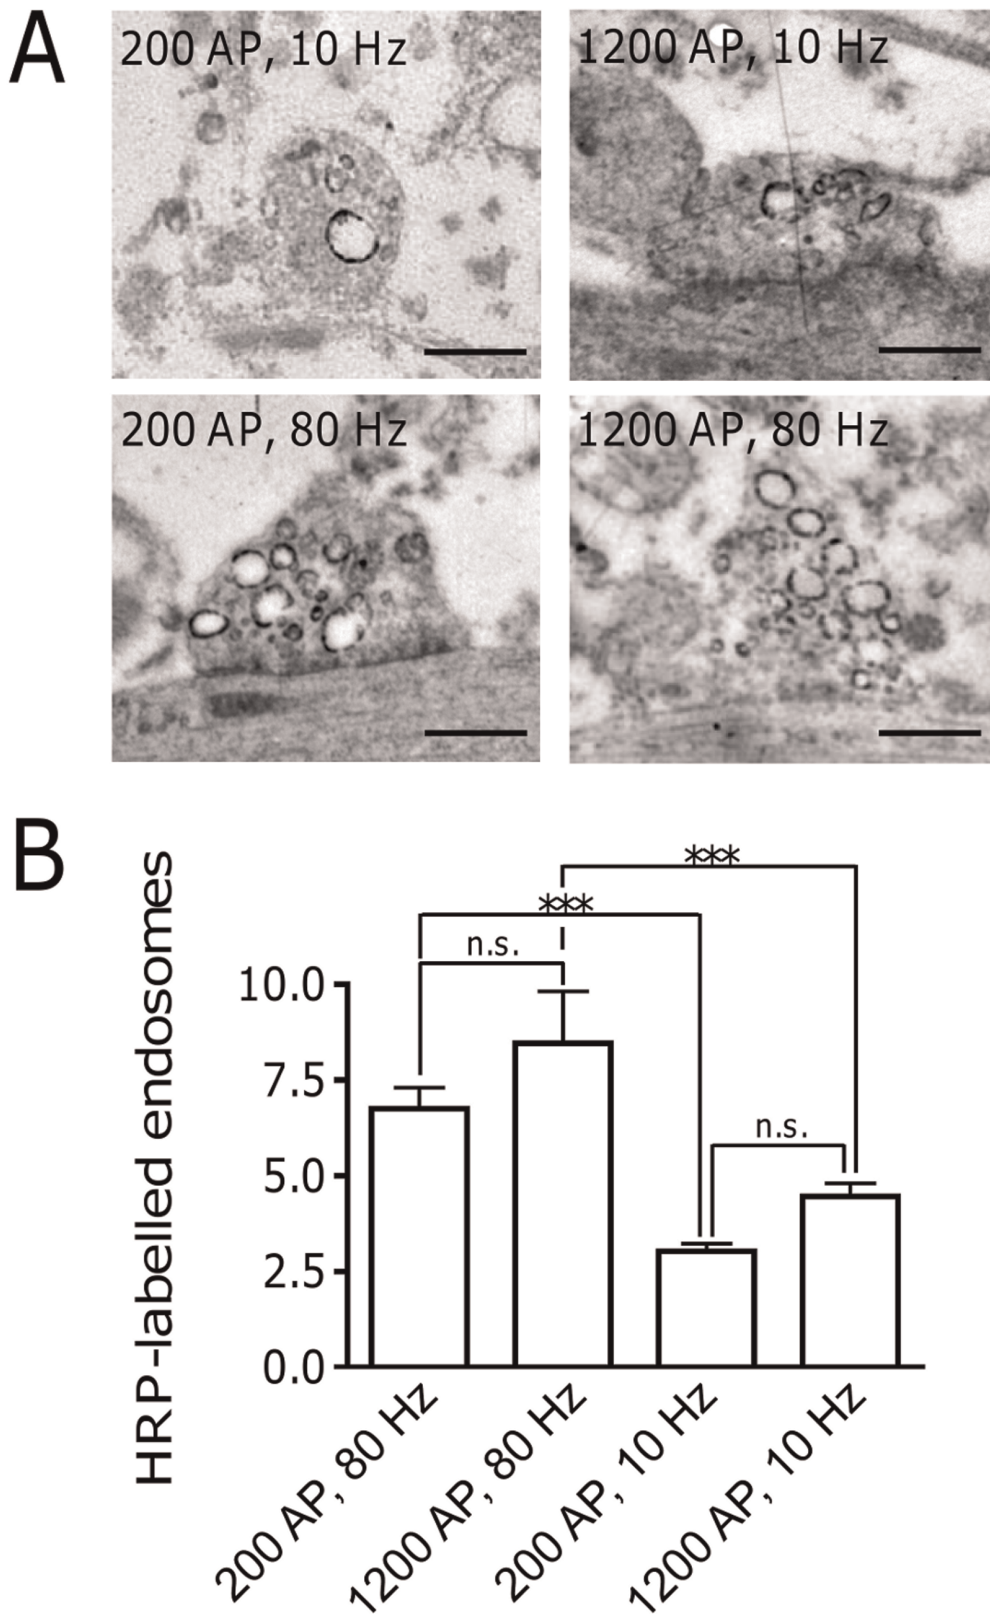 A
200 AP, 10 Hz
1200 AP, 10 Hz
200 AP, 80 Hz
1200 AP, 80 Hz
B
HRP-labelled endosomes
***
***
n.s.
n.s.
10.0
7.5
5.0
2.5
0.0
200 AP, 80 Hz
1200 AP, 80 Hz
200 AP, 10 Hz
1200 AP, 10 Hz